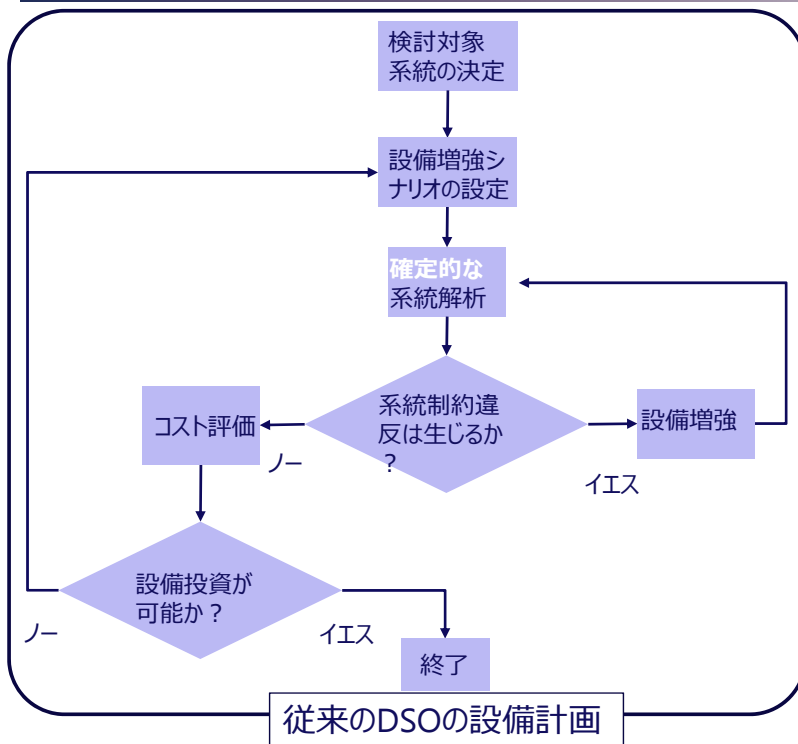 検討対象
系統の決定
設備増強シ
ナリオの設定
確定的な
系統解析
系統制約違
反は生じるか
？
コスト評価
設備増強
ノー
イエス
設備投資が
可能か？
ノー
イエス
終了
従来のDSOの設備計画